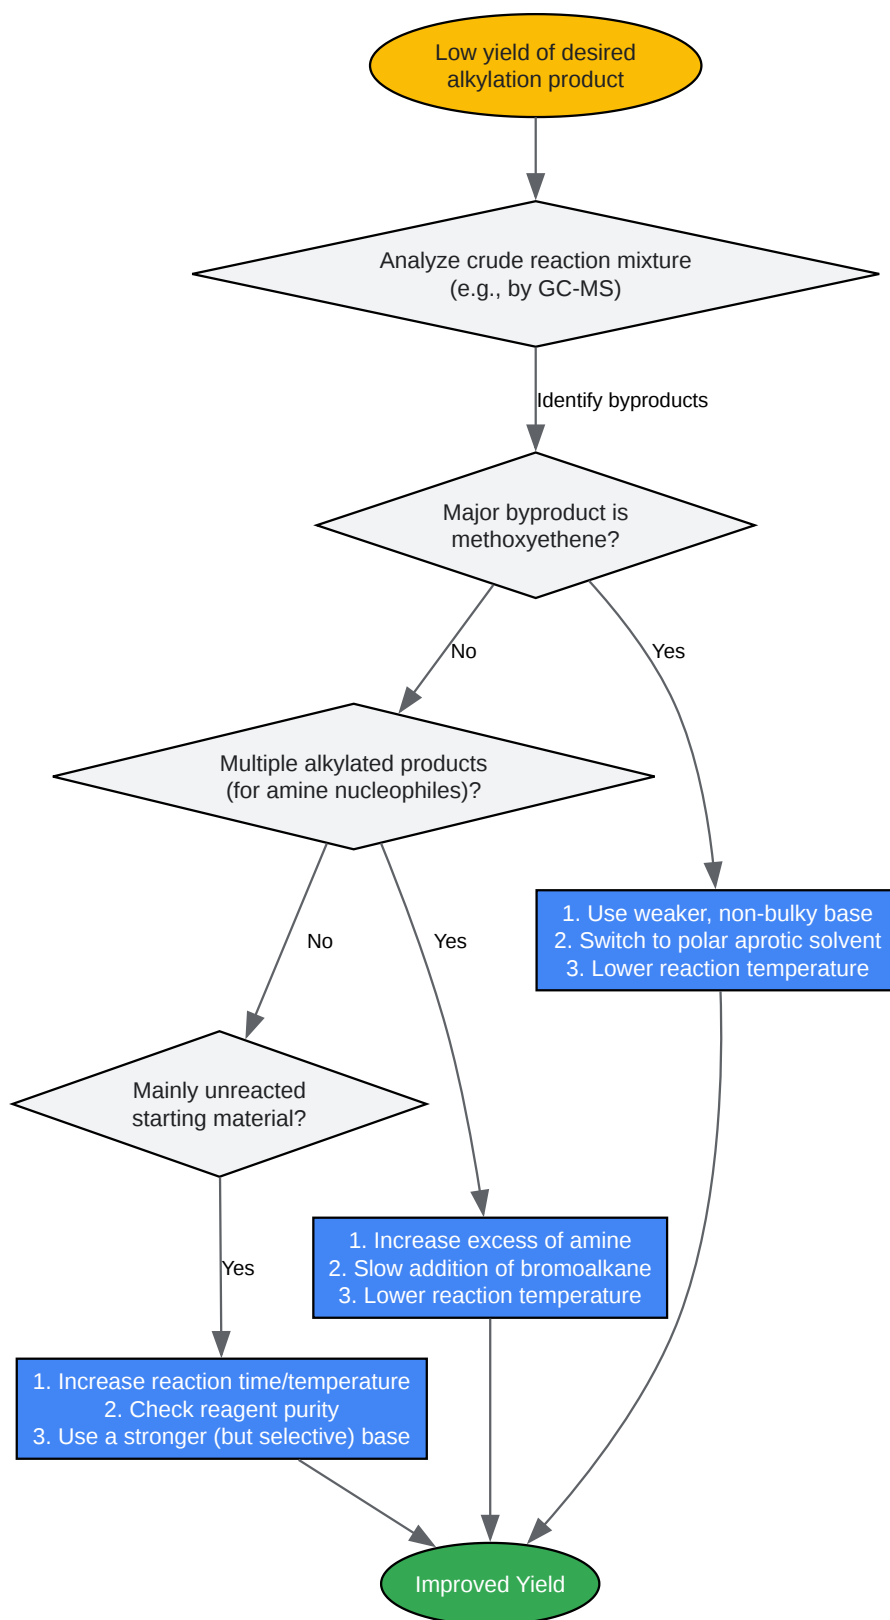 Low yield of desired
alkylation product
Analyze crude reaction mixture
(e.g., by GC-MS)
Identify byproducts
Major byproduct is
methoxyethene?
No
Yes
Multiple alkylated products
(for amine nucleophiles)?
1. Use weaker, non-bulky base
2. Switch to polar aprotic solvent
3. Lower reaction temperature
No
Yes
Mainly unreacted
starting material?
1. Increase excess of amine
2. Slow addition of bromoalkane
3. Lower reaction temperature
Yes
1. Increase reaction time/temperature
2. Check reagent purity
3. Use a stronger (but selective) base
Improved Yield